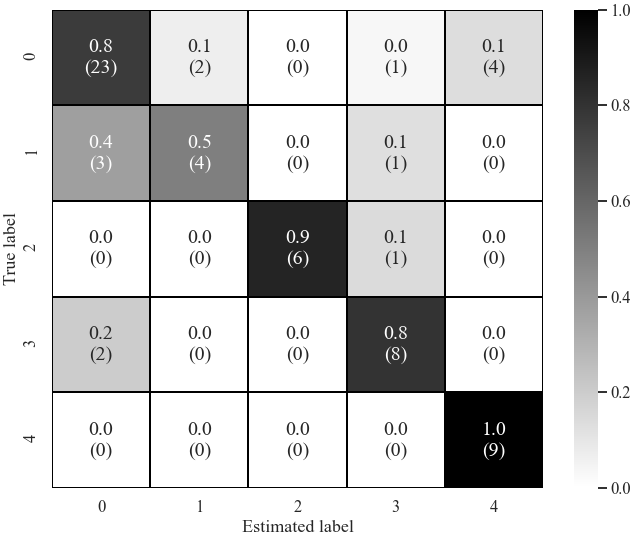 0.8 0.1 0.0 0.0 0.1
(23) (2) (0) (1) (4)
0.4 0.5 0.0 0.1 0.0
(3) (4) (0) (1) (0)
0.0 0.0 0.9 0.1 0.0
(0) (0) (6) (1) (0)
0.2 0.0 0.0 0.8 0.0
(2) (0) (0) (8) (0)
0.0 0.0 0.0 0.0 1.0
(0) (0) (0) (0) (9)
0
1
2
3
4
True label
0 1 2 3 4
Estimated label
1.0
0.8
0.6
0.4
0.2
0.0